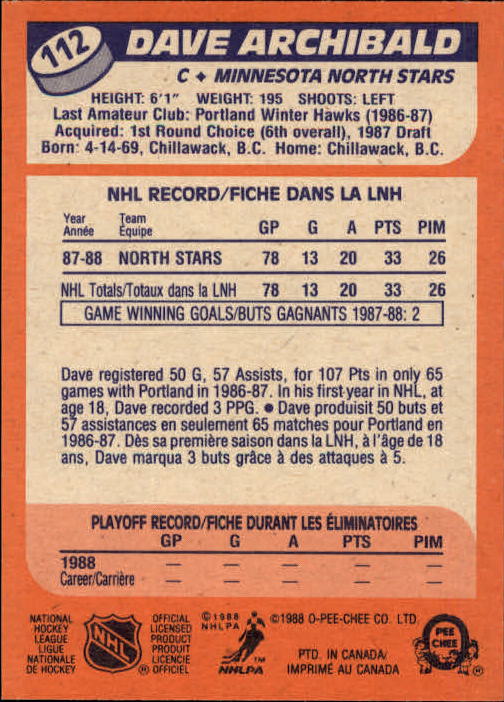 112
DAVE ARCHIBALD
C ♦ MINNESOTA NORTH STARS
HEIGHT: 6'1" WEIGHT: 195 SHOOTS: LEFT
Last Amateur Club: Portland Winter Hawks (1986-87)
Acquired: 1st Round Choice (6th overall), 1987 Draft
Born: 4-14-69, Chillawack, B.C. Home: Chillawack, B.C.
NHL RECORD/FICHE DANS LA LNH
Year Team
Année Équipe GP G A PTS PIM
87-88 NORTH STARS 78 13 20 33 26
NHL Totals/Totaux dans la LNH 78 13 20 33 26
GAME WINNING GOALS/BUTS GAGNANTS 1987-88: 2
Dave registered 50 G, 57 Assists, for 107 Pts in only 65
games with Portland in 1986-87. In his first year in NHL, at
age 18, Dave recorded 3 PPG. ● Dave produisit 50 buts et
57 assistances en seulement 65 matches pour Portland en
1986-87. Dès sa première saison dans la LNH, à l'âge de 18
ans, Dave marqua 3 buts grâce à des attaques à 5.
PLAYOFF RECORD/FICHE DURANT LES ÉLIMINATOIRES
GP G A PTS PIM
1988 — — — — —
Career/Carrière — — — — —
NATIONAL
HOCKEY
LEAGUE
LIGUE
NATIONALE
DE HOCKEY
NHL
®
OFFICIAL
LICENSED
PRODUCT
PRODUIT
LICENCIE
OFFICIEL
© 1988
NHLPA
NHLPA
™
© 1988 O-PEE-CHEE CO. LTD.
PTD. IN CANADA/
IMPRIMÉ AU CANADA
O
PEE
CHEE
®